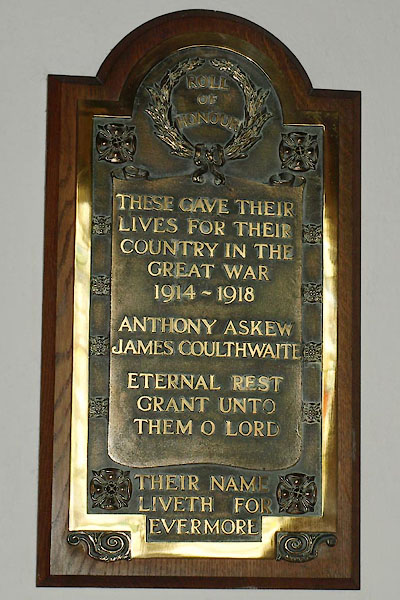 ROLL
OF
HONOUR
THESE GAVE THEIR
LIVES FOR THEIR
COUNTRY IN THE
GREAT WAR
1914~1918
ANTHONY ASKEW
JAMES COULTHWAITE
ETERNAL REST
GRANT UNTO
THEM O LORD
THEIR NAME
LIVETH FOR
EVERMORE